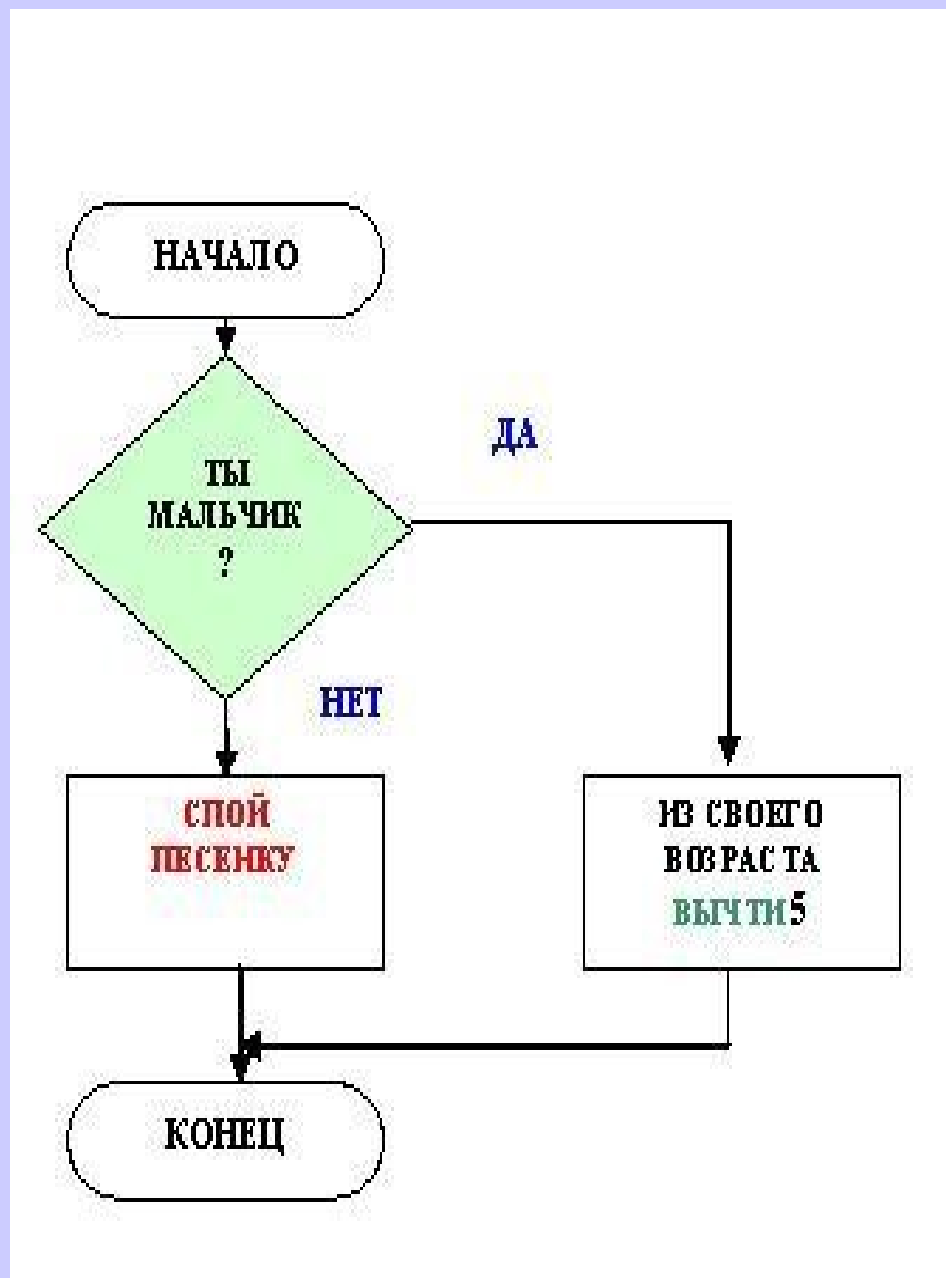 НАЧАЛО
ДА
ТЫ
МАЛЬЧИК
?
НЕТ
СПОЙ
ПЕСЕНКУ
ИЗ СВОЕГО
ВОЗРАСТА
ВЫЧТИ 5
КОНЕЦ